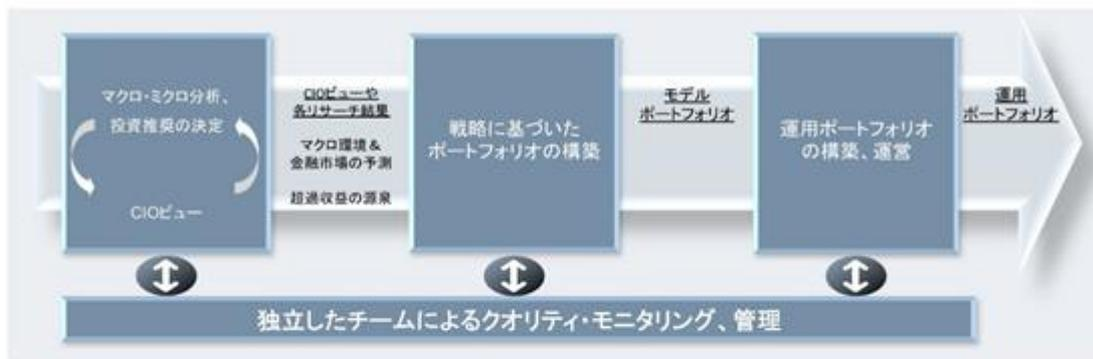 マクロ・ミクロ分析、
投資推奨の決定
CIOビュー
CIOビューや
各リサーチ結果
マクロ環境&
金融市場の予測
超過収益の源泉
戦略に基づいた
ポートフォリオの構築
モデル
ポートフォリオ
運用ポートフォリオ
の構築、運営
運用
ポートフォリオ
独立したチームによるクオリティ・モニタリング、管理